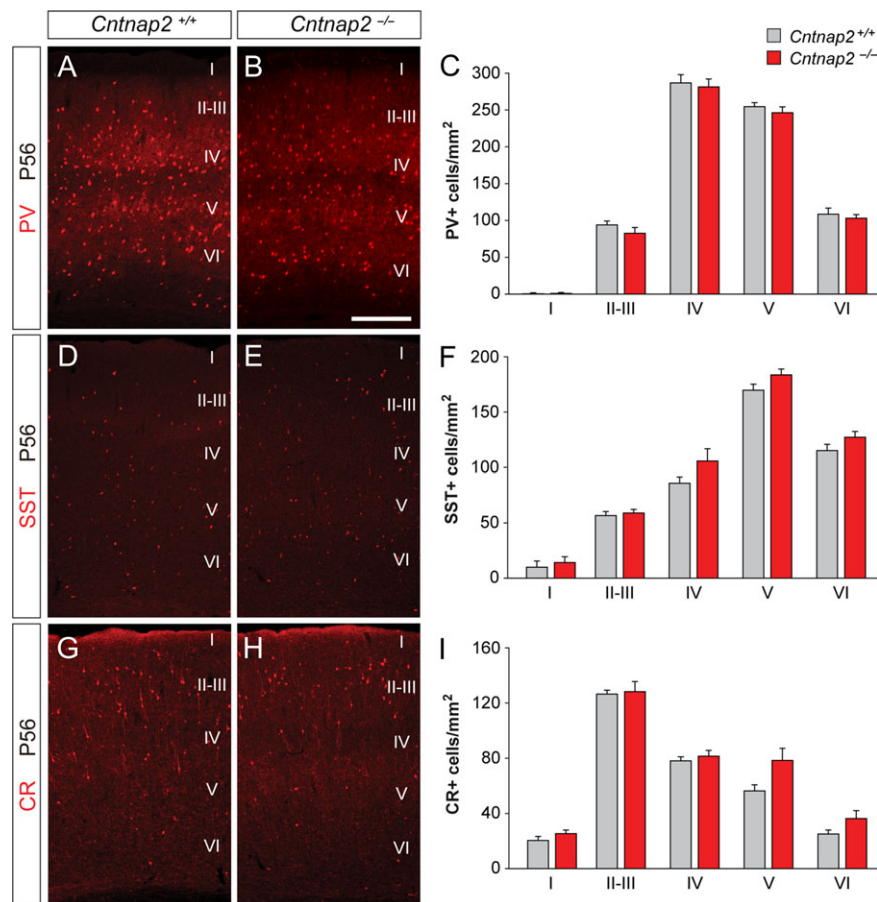 Cntnap2 +/+
Cntnap2 –/–
PV P56
A
I
II-III
IV
V
VI
B
I
II-III
IV
V
VI
C
Cntnap2 +/+
Cntnap2 –/–
PV+ cells/mm2
300
250
200
150
100
50
0
I II-III IV V VI
SST P56
D
I
II-III
IV
V
VI
E
I
II-III
IV
V
VI
F
SST+ cells/mm2
200
150
100
50
0
I II-III IV V VI
CR P56
G
I
II-III
IV
V
VI
H
I
II-III
IV
V
VI
I
CR+ cells/mm2
160
120
80
40
0
I II-III IV V VI